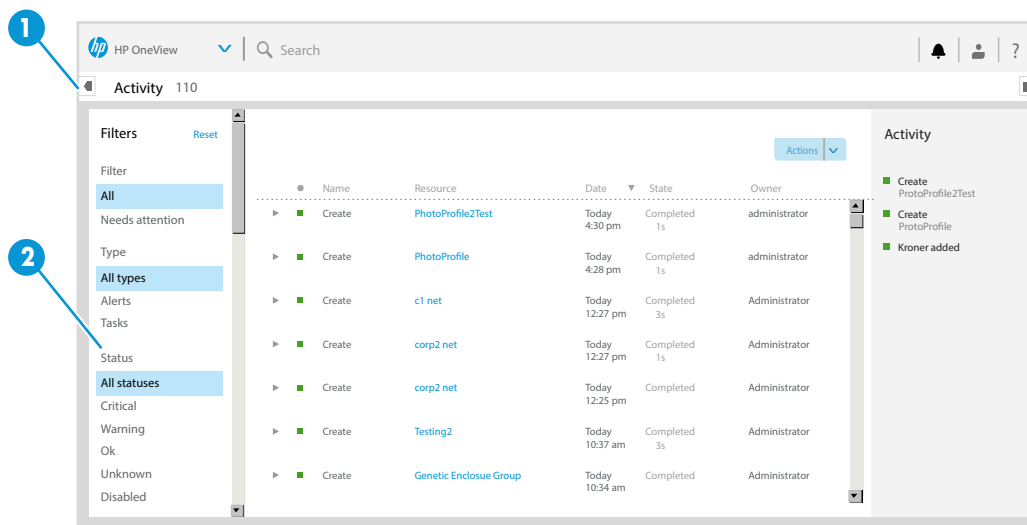 1
hp HP OneView Search ?
Activity 110
Filters Reset
Filter
All
Needs attention
Type
2
All types
Alerts
Tasks
Status
All statuses
Critical
Warning
Ok
Unknown
Disabled
Actions
Name Resource Date State Owner
Create PhotoProfile2Test Today Completed administrator
4:30 pm 1s
Create PhotoProfile Today Completed administrator
4:28 pm 1s
Create c1 net Today Completed Administrator
12:27 pm 3s
Create corp2 net Today Completed Administrator
12:27 pm 1s
Create corp2 net Today Completed Administrator
12:25 pm
Create Testing2 Today Completed Administrator
10:37 am 3s
Create Genetic Enclosue Group Today Completed Administrator
10:34 am
Activity
Create
ProtoProfile2Test
Create
ProtoProfile
Kroner added